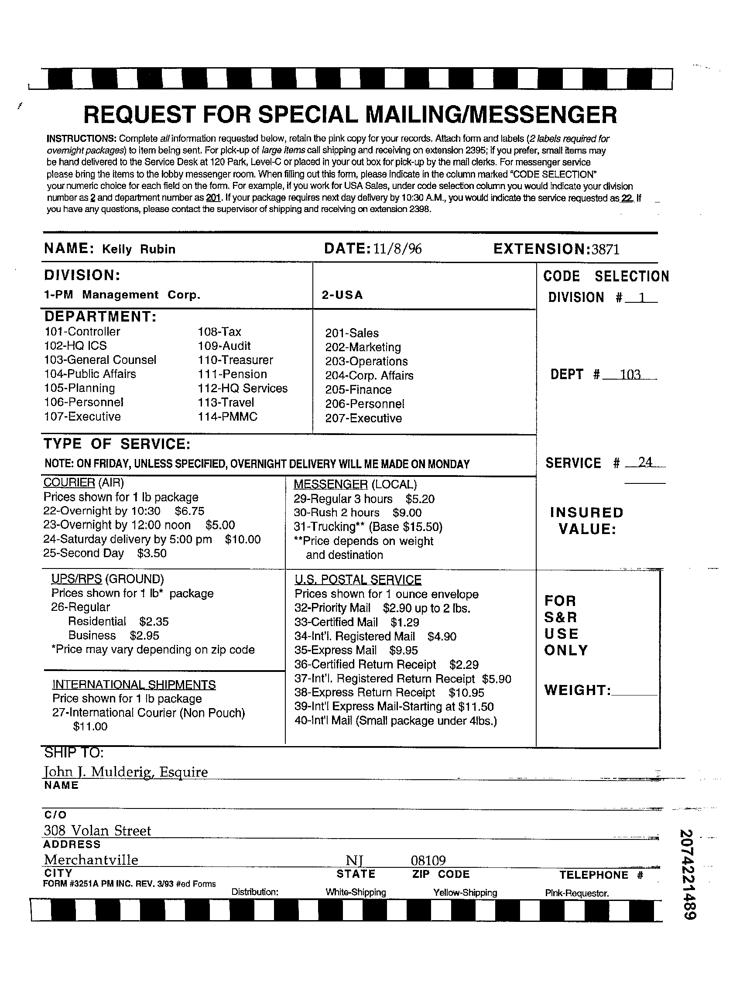 REQUEST FOR SPECIAL MAILING/MESSENGER
INSTRUCTIONS: Complete all information requested below, retain the pink copy for your records. Attach form and labels (2 labels required for
overnight packages) to item being sent. For pick-up of large items call shipping and receiving on extension 2395; if you prefer, small items may
be hand delivered to the Service Desk at 120 Park, Level-C or placed in your out box for pick-up by the mail clerks. For messenger service
please bring the items to the lobby messenger room. When filling out this form, please indicate in the column marked "CODE SELECTION"
your numeric choice for each field on the form. For example, if you work for USA Sales, under code selection column you would indicate your division
number as 2 and department number as 201. If your package requires next day delivery by 10:30 A.M., you would indicate the service requested as 22. If
you have any questions, please contact the supervisor of shipping and receiving on extension 2398.
NAME: Kelly Rubin DATE: 11/8/96 EXTENSION: 3871
DIVISION: CODE SELECTION
1-PM Management Corp. 2-USA DIVISION # 1
DEPARTMENT:
101-Controller 108-Tax 201-Sales
102-HQ ICS 109-Audit 202-Marketing
103-General Counsel 110-Treasurer 203-Operations
104-Public Affairs 111-Pension 204-Corp. Affairs DEPT # 103
105-Planning 112-HQ Services 205-Finance
106-Personnel 113-Travel 206-Personnel
107-Executive 114-PMMC 207-Executive
TYPE OF SERVICE:
NOTE: ON FRIDAY, UNLESS SPECIFIED, OVERNIGHT DELIVERY WILL ME MADE ON MONDAY SERVICE # 24
COURIER (AIR)
Prices shown for 1 lb package
22-Overnight by 10:30 $6.75
23-Overnight by 12:00 noon $5.00
24-Saturday delivery by 5:00 pm $10.00
25-Second Day $3.50
MESSENGER (LOCAL)
29-Regular 3 hours $5.20
30-Rush 2 hours $9.00
31-Trucking** (Base $15.50)
**Price depends on weight
and destination
INSURED
VALUE:
UPS/RPS (GROUND)
Prices shown for 1 lb* package
26-Regular
Residential $2.35
Business $2.95
*Price may vary depending on zip code
INTERNATIONAL SHIPMENTS
Price shown for 1 lb package
27-International Courier (Non Pouch)
$11.00
U.S. POSTAL SERVICE
Prices shown for 1 ounce envelope
32-Priority Mail $2.90 up to 2 lbs.
33-Certified Mail $1.29
34-Int'l. Registered Mail $4.90
35-Express Mail $9.95
36-Certified Return Receipt $2.29
37-Int'l. Registered Return Receipt $5.90
38-Express Return Receipt $10.95
39-Int'l Express Mail-Starting at $11.50
40-Int'l Mail (Small package under 4lbs.)
FOR
S&R
USE
ONLY
WEIGHT:
SHIP TO:
John J. Mulderig, Esquire
NAME
C/O
308 Volan Street
ADDRESS
Merchantville NJ 08109
CITY STATE ZIP CODE TELEPHONE #
FORM #3251A PM INC. REV. 3/93 #ed Forms
Distribution: White-Shipping Yellow-Shipping Pink-Requestor.
2074221489